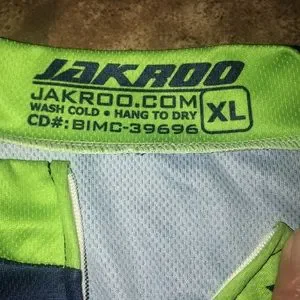 JAKROO
JAKROO.COM
WASH COLD • HANG TO DRY
CD#:BIMC-39696
XL